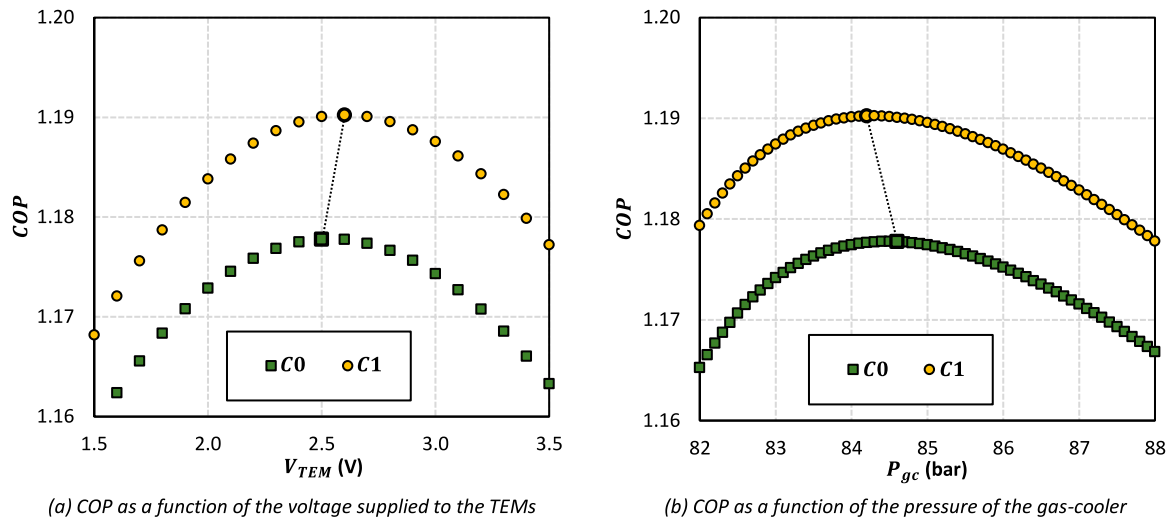 1.20
1.19
1.18
1.17
1.16
COP
C0
C1
1.5
2.0
2.5
3.0
3.5
V_TEM (V)
(a) COP as a function of the voltage supplied to the TEMs
1.20
1.19
1.18
1.17
1.16
COP
C0
C1
82
83
84
85
86
87
88
P_gc (bar)
(b) COP as a function of the pressure of the gas-cooler